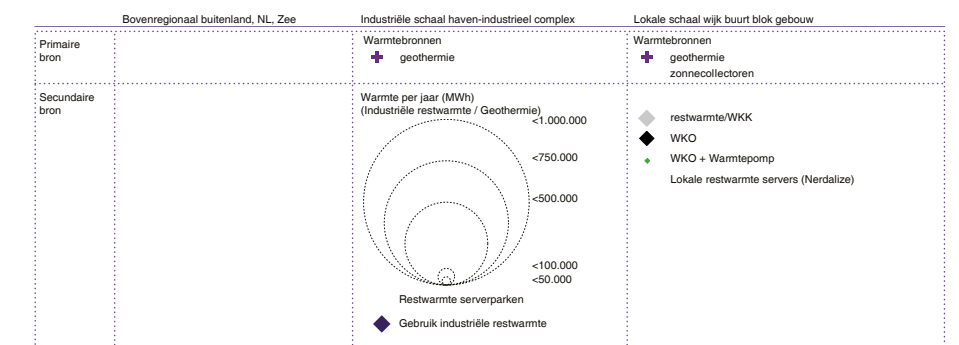 Bovenregionaal buitenland, NL, Zee
Industriële schaal haven-industrieel complex
Lokale schaal wijk buurt blok gebouw
Primaire
bron
Warmtebronnen
geothermie
Warmtebronnen
geothermie
zonnecollectoren
Secundaire
bron
Warmte per jaar (MWh)
(Industriële restwarmte / Geothermie)
<1.000.000
<750.000
<500.000
<100.000
<50.000
Restwarmte serverparken
Gebruik industriële restwarmte
restwarmte/WKK
WKO
WKO + Warmtepomp
Lokale restwarmte servers (Nerdalize)